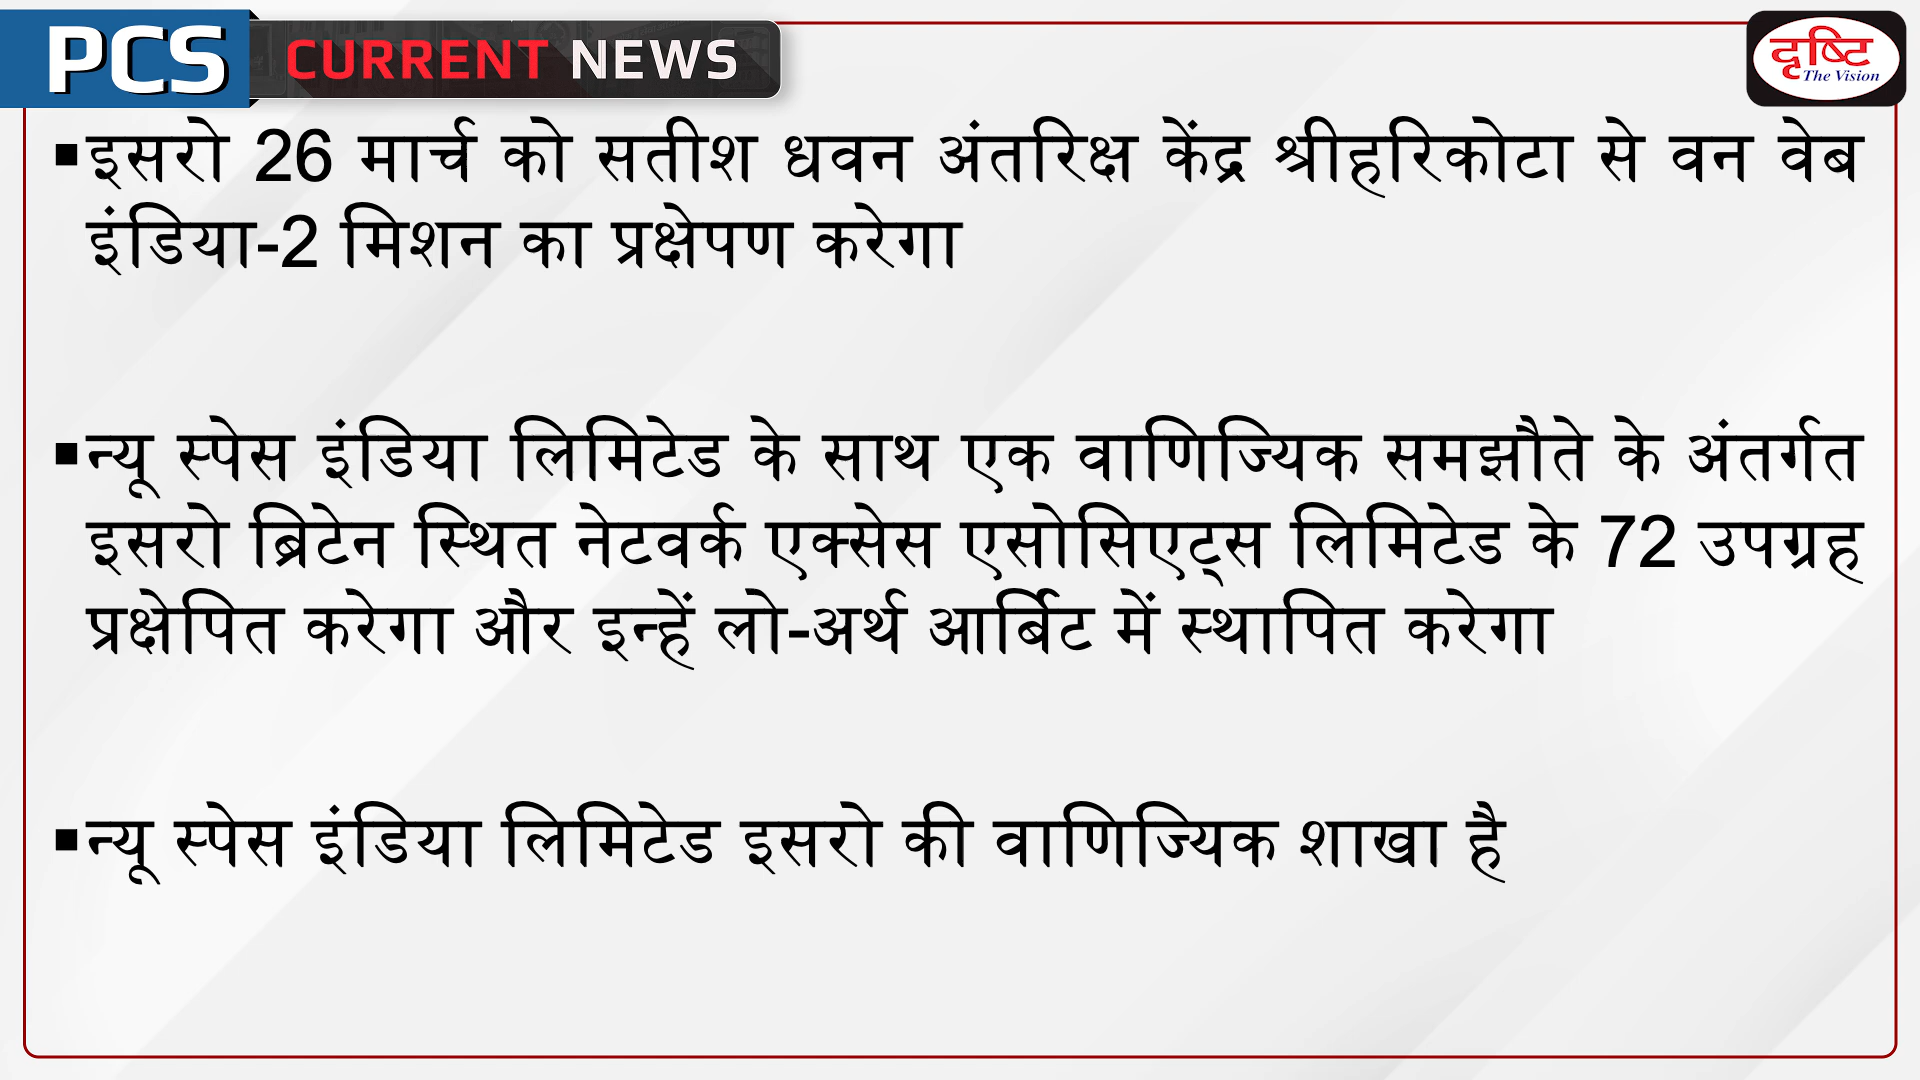 PCS CURRENT NEWS
दृष्टि
The Vision
▪इसरो 26 मार्च को सतीश धवन अंतरिक्ष केंद्र श्रीहरिकोटा से वन वेब
इंडिया-2 मिशन का प्रक्षेपण करेगा
▪न्यू स्पेस इंडिया लिमिटेड के साथ एक वाणिज्यिक समझौते के अंतर्गत
इसरो ब्रिटेन स्थित नेटवर्क एक्सेस एसोसिएट्स लिमिटेड के 72 उपग्रह
प्रक्षेपित करेगा और इन्हें लो-अर्थ आर्बिट में स्थापित करेगा
▪न्यू स्पेस इंडिया लिमिटेड इसरो की वाणिज्यिक शाखा है